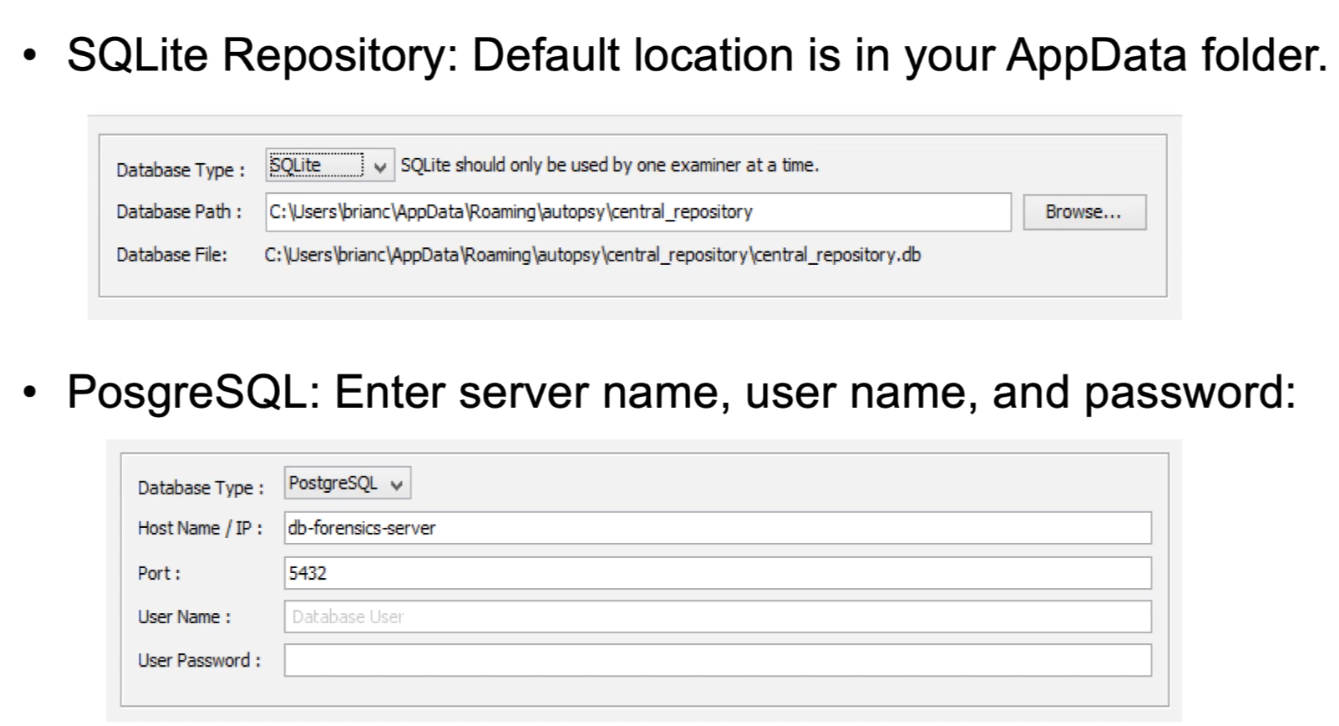 • SQLite Repository: Default location is in your AppData folder.
Database Type : SQLite SQLite should only be used by one examiner at a time.
Database Path : C:\Users\brianc\AppData\Roaming\autopsy\central_repository Browse...
Database File: C:\Users\brianc\AppData\Roaming\autopsy\central_repository\central_repository.db
• PosgreSQL: Enter server name, user name, and password:
Database Type : PostgreSQL
Host Name / IP : db-forensics-server
Port : 5432
User Name : Database User
User Password :